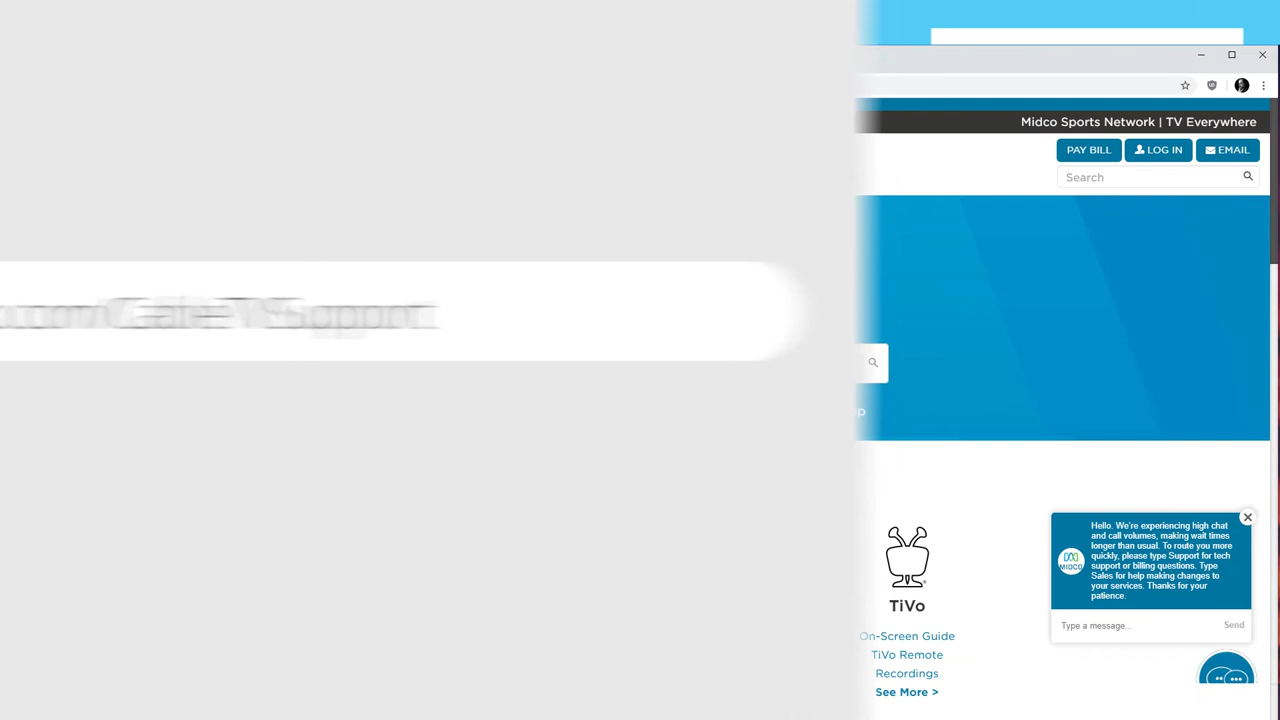 Midco Sports Network | TV Everywhere
PAY BILL
LOG IN
EMAIL
Search
Hello. We're experiencing high chat
and call volumes, making wait times
longer than usual. To route you more
quickly, please type Support for tech
support or billing questions. Type
Sales for help making changes to
your services. Thanks for your
patience.
MIDCO
Type a message...
Send
TiVo
On-Screen Guide
TiVo Remote
Recordings
See More >